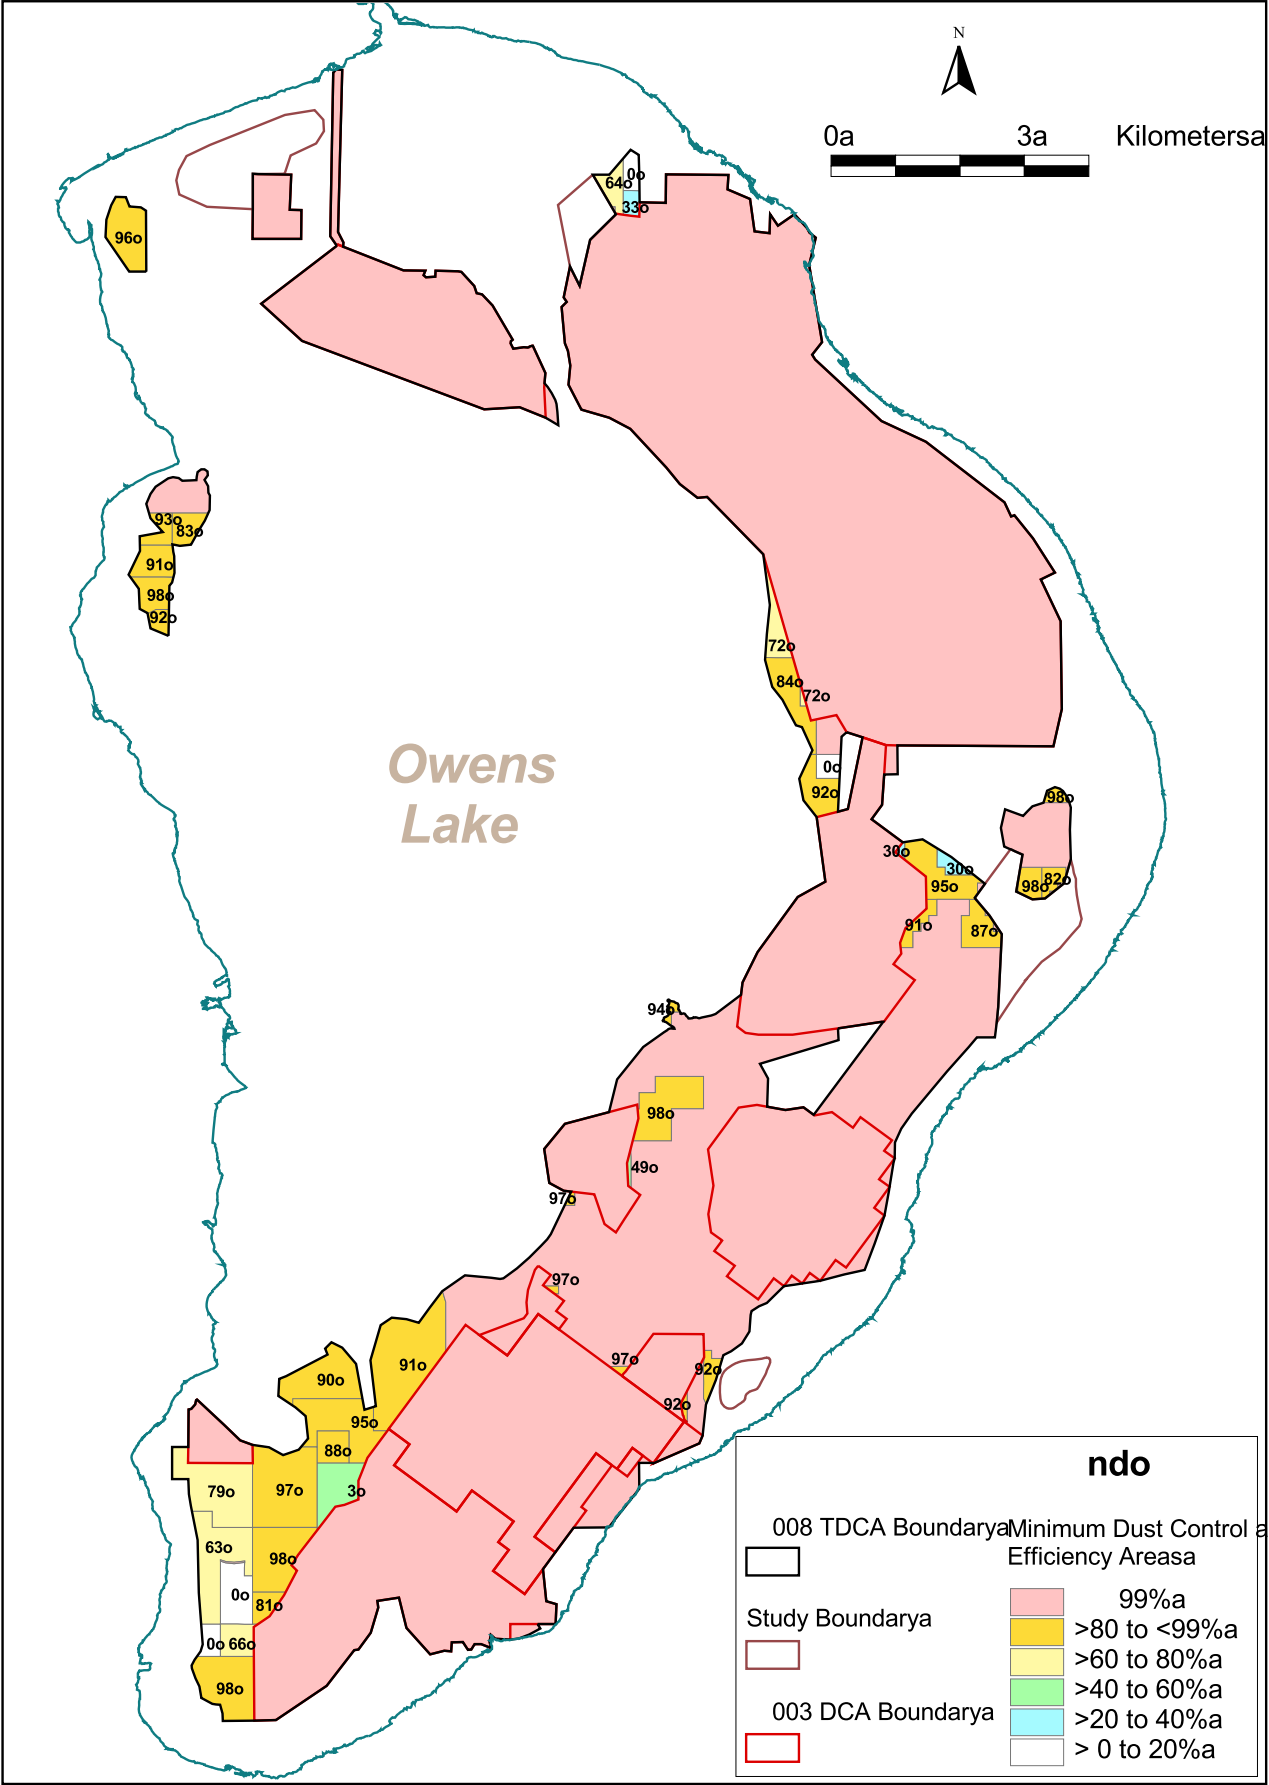 N
0a 3a Kilometersa
0o
64o
33o
96o
93o
83o
91o
98o
92o
72o
84o
72o
Owens
Lake
0o
92o
98o
30o
30o
95o
98o
82o
91o
87o
94o
98o
49o
97o
97o
97o
91o
92o
90o
92o
95o
88o
79o
97o
3o
63o
98o
0o
81o
0o
66o
98o
ndo
008 TDCA Boundarya
Minimum Dust Control a
Efficiency Areasa
99%a
Study Boundarya
>80 to <99%a
>60 to 80%a
>40 to 60%a
003 DCA Boundarya
>20 to 40%a
> 0 to 20%a